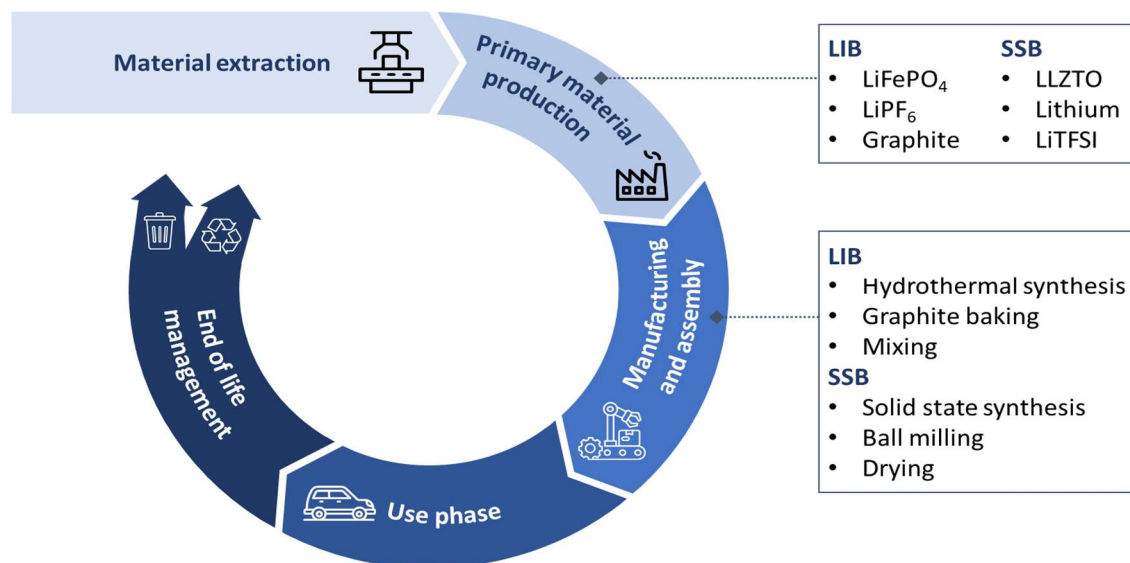 Material extraction
Primary material
production
LIB
• LiFePO₄
• LiPF₆
• Graphite
SSB
• LLZTO
• Lithium
• LiTFSI
Manufacturing
and assembly
LIB
• Hydrothermal synthesis
• Graphite baking
• Mixing
SSB
• Solid state synthesis
• Ball milling
• Drying
Use phase
End of life
management